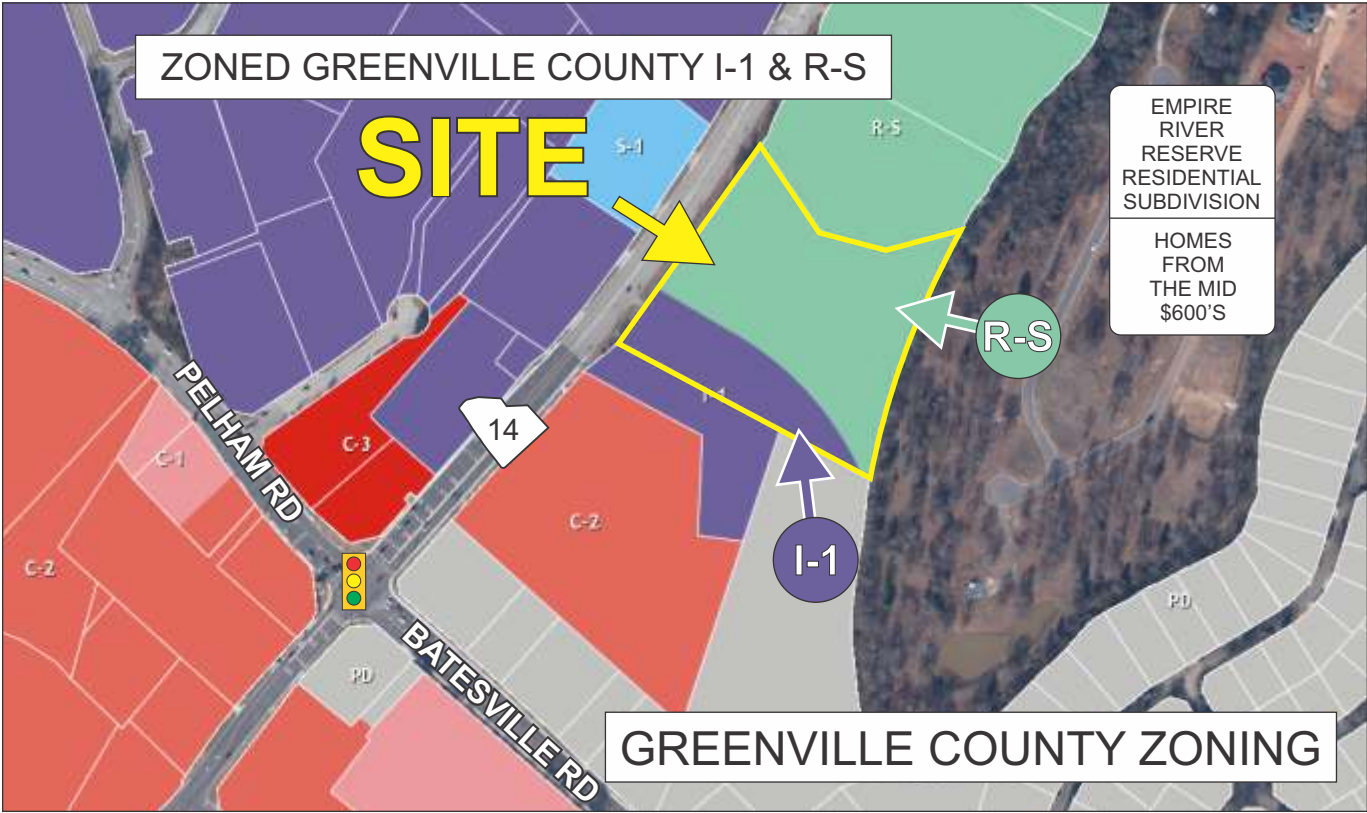 ZONED GREENVILLE COUNTY I-1 & R-S
SITE
S-1
R-S
EMPIRE
RIVER
RESERVE
RESIDENTIAL
SUBDIVISION
HOMES
FROM
THE MID
$600'S
R-S
I-1
PELHAM RD
14
C-3
C-1
C-2
C-2
I-1
PD
PD
BATESVILLE RD
GREENVILLE COUNTY ZONING